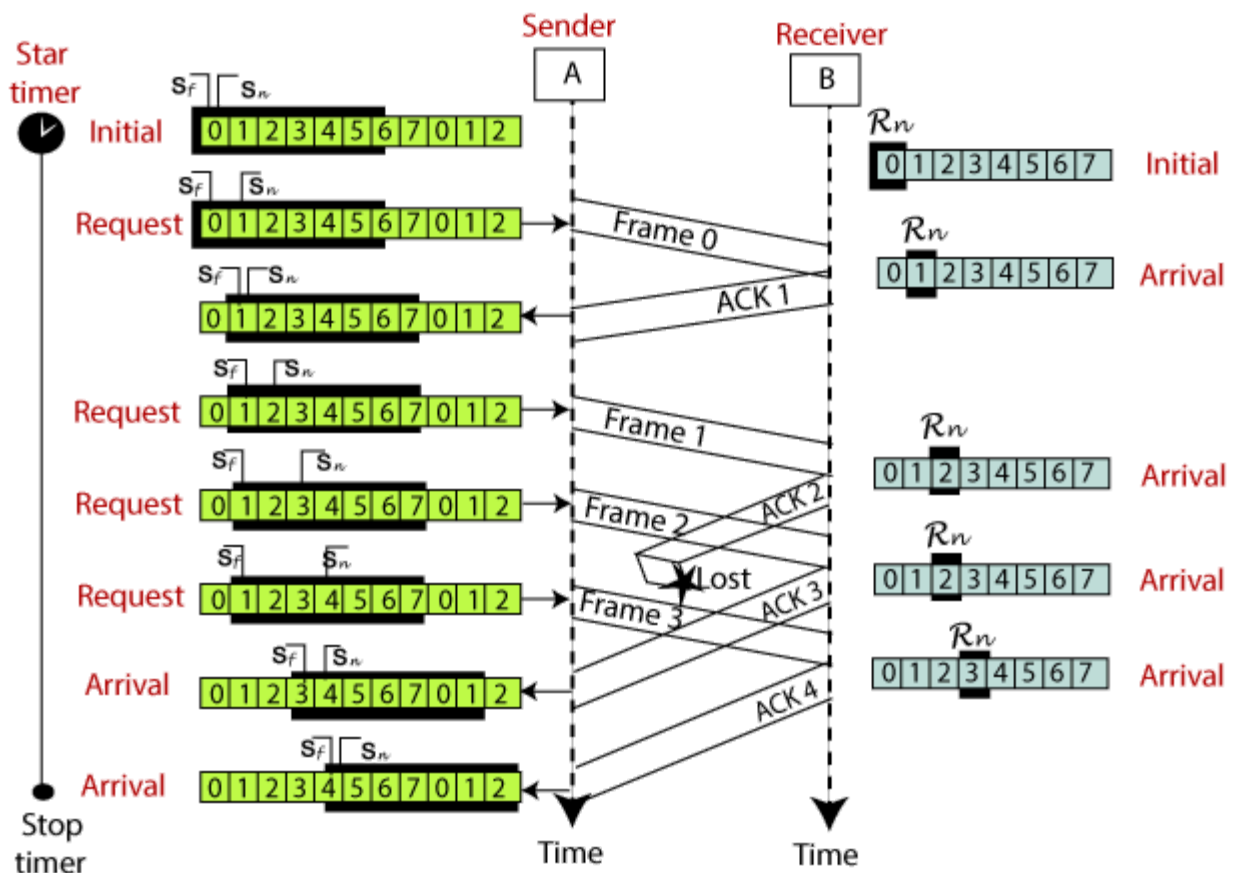 Sender
Receiver
Star
timer
A
B
Sf Sn
Initial
0 1 2 3 4 5 6 7 0 1 2
Rn
0 1 2 3 4 5 6 7
Initial
Sf Sn
Request
0 1 2 3 4 5 6 7 0 1 2
Frame 0
Rn
0 1 2 3 4 5 6 7
Arrival
Sf Sn
0 1 2 3 4 5 6 7 0 1 2
ACK 1
Sf Sn
Request
0 1 2 3 4 5 6 7 0 1 2
Frame 1
Rn
0 1 2 3 4 5 6 7
Arrival
Sf Sn
Request
0 1 2 3 4 5 6 7 0 1 2
Frame 2
ACK 2
Rn
0 1 2 3 4 5 6 7
Arrival
Sf Sn
Request
0 1 2 3 4 5 6 7 0 1 2
Lost
Frame 3
ACK 3
Rn
0 1 2 3 4 5 6 7
Arrival
Sf Sn
Arrival
0 1 2 3 4 5 6 7 0 1 2
ACK 4
Sf Sn
Arrival
0 1 2 3 4 5 6 7 0 1 2
Stop
timer
Time
Time